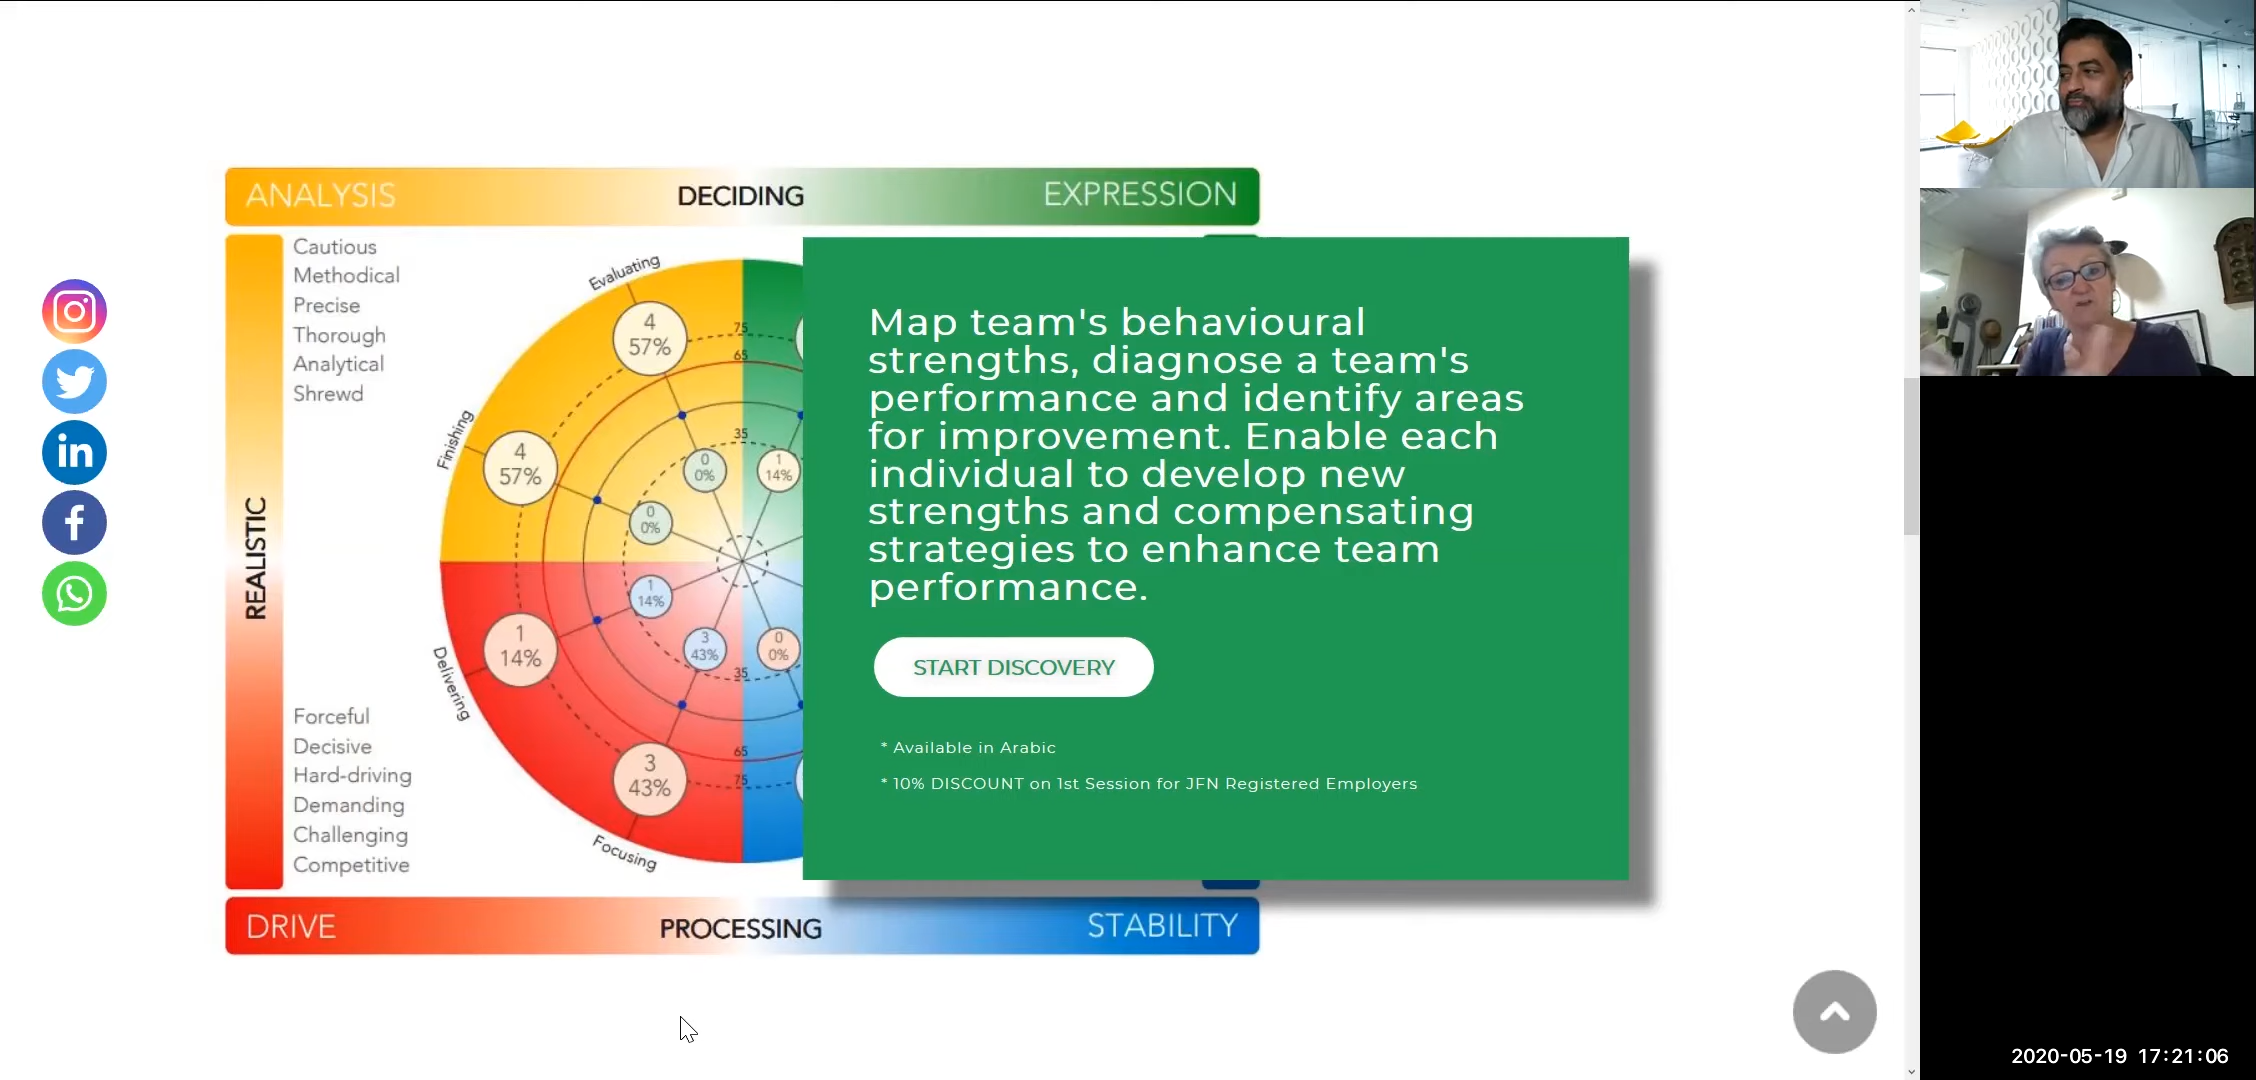 ANALYSIS DECIDING EXPRESSION
REALISTIC
Cautious
Methodical
Precise
Thorough
Analytical
Shrewd
Forceful
Decisive
Hard-driving
Demanding
Challenging
Competitive
Evaluating
Finishing
Delivering
Focusing
4
57%
4
57%
1
14%
3
43%
75
65
35
0
0%
1
14%
0
0%
1
14%
3
43%
0
0%
35
65
75
DRIVE PROCESSING STABILITY
Map team's behavioural
strengths, diagnose a team's
performance and identify areas
for improvement. Enable each
individual to develop new
strengths and compensating
strategies to enhance team
performance.
START DISCOVERY
* Available in Arabic
* 10% DISCOUNT on 1st Session for JFN Registered Employers
in
f
2020-05-19 17:21:06